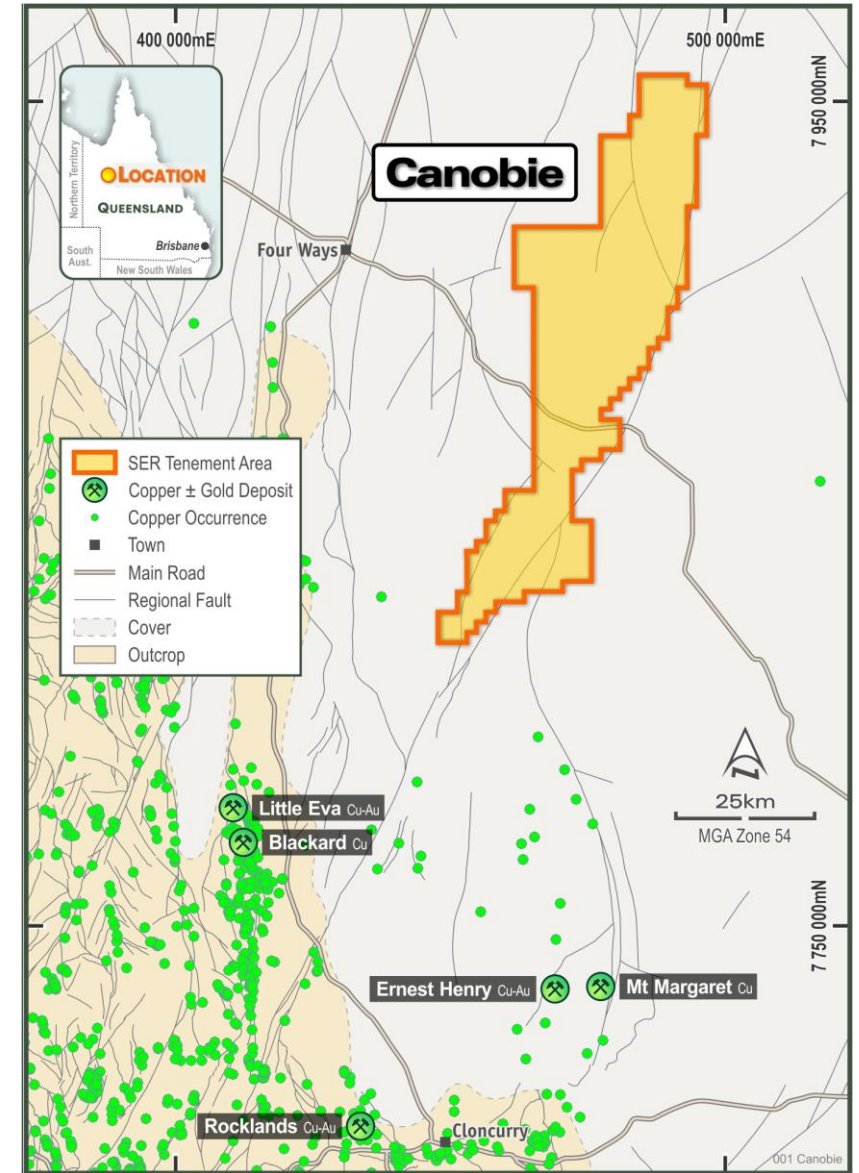 400 000mE
500 000mE
7 950 000mN
Northern Territory
LOCATION
QUEENSLAND
Brisbane
South
Aust.
New South Wales
Canobie
Four Ways
SER Tenement Area
Copper ± Gold Deposit
Copper Occurrence
Town
Main Road
Regional Fault
Cover
Outcrop
N
25km
MGA Zone 54
Little Eva Cu-Au
Blackard Cu
7 750 000mN
Ernest Henry Cu-Au
Mt Margaret Cu
Rocklands Cu-Au
Cloncurry
001 Canobie